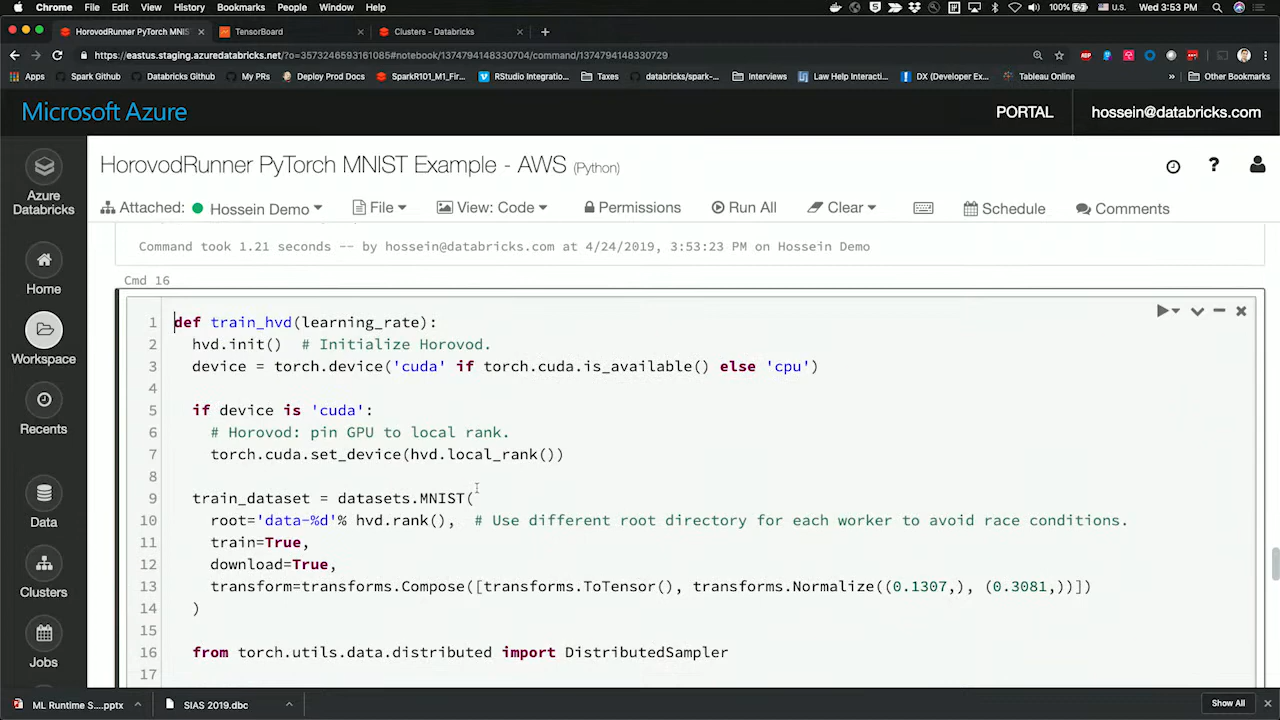 Chrome File Edit View History Bookmarks People Window Help 100% U.S. Wed 3:53 PM
HorovodRunner PyTorch MNIS TensorBoard Clusters - Databricks
https://eastus.staging.azuredatabricks.net/?o=3573246593161085#notebook/1374794148330704/command/1374794148330729
Apps Spark Github Databricks Github My PRs Deploy Prod Docs SparkR101_M1_Fir... RStudio Integratio... Taxes databricks/spark-... Interviews Law Help Interacti... DX (Developer Ex... Tableau Online » Other Bookmarks
Microsoft Azure PORTAL hossein@databricks.com
HorovodRunner PyTorch MNIST Example - AWS (Python)
Attached: Hossein Demo File View: Code Permissions Run All Clear Schedule Comments
Command took 1.21 seconds -- by hossein@databricks.com at 4/24/2019, 3:53:23 PM on Hossein Demo
Cmd 16
1 def train_hvd(learning_rate):
2 hvd.init() # Initialize Horovod.
3 device = torch.device('cuda' if torch.cuda.is_available() else 'cpu')
4
5 if device is 'cuda':
6 # Horovod: pin GPU to local rank.
7 torch.cuda.set_device(hvd.local_rank())
8
9 train_dataset = datasets.MNIST(
10 root='data-%d'% hvd.rank(), # Use different root directory for each worker to avoid race conditions.
11 train=True,
12 download=True,
13 transform=transforms.Compose([transforms.ToTensor(), transforms.Normalize((0.1307,), (0.3081,))])
14 )
15
16 from torch.utils.data.distributed import DistributedSampler
17
Azure
Databricks
Home
Workspace
Recents
Data
Clusters
Jobs
ML Runtime S....pptx SIAS 2019.dbc Show All